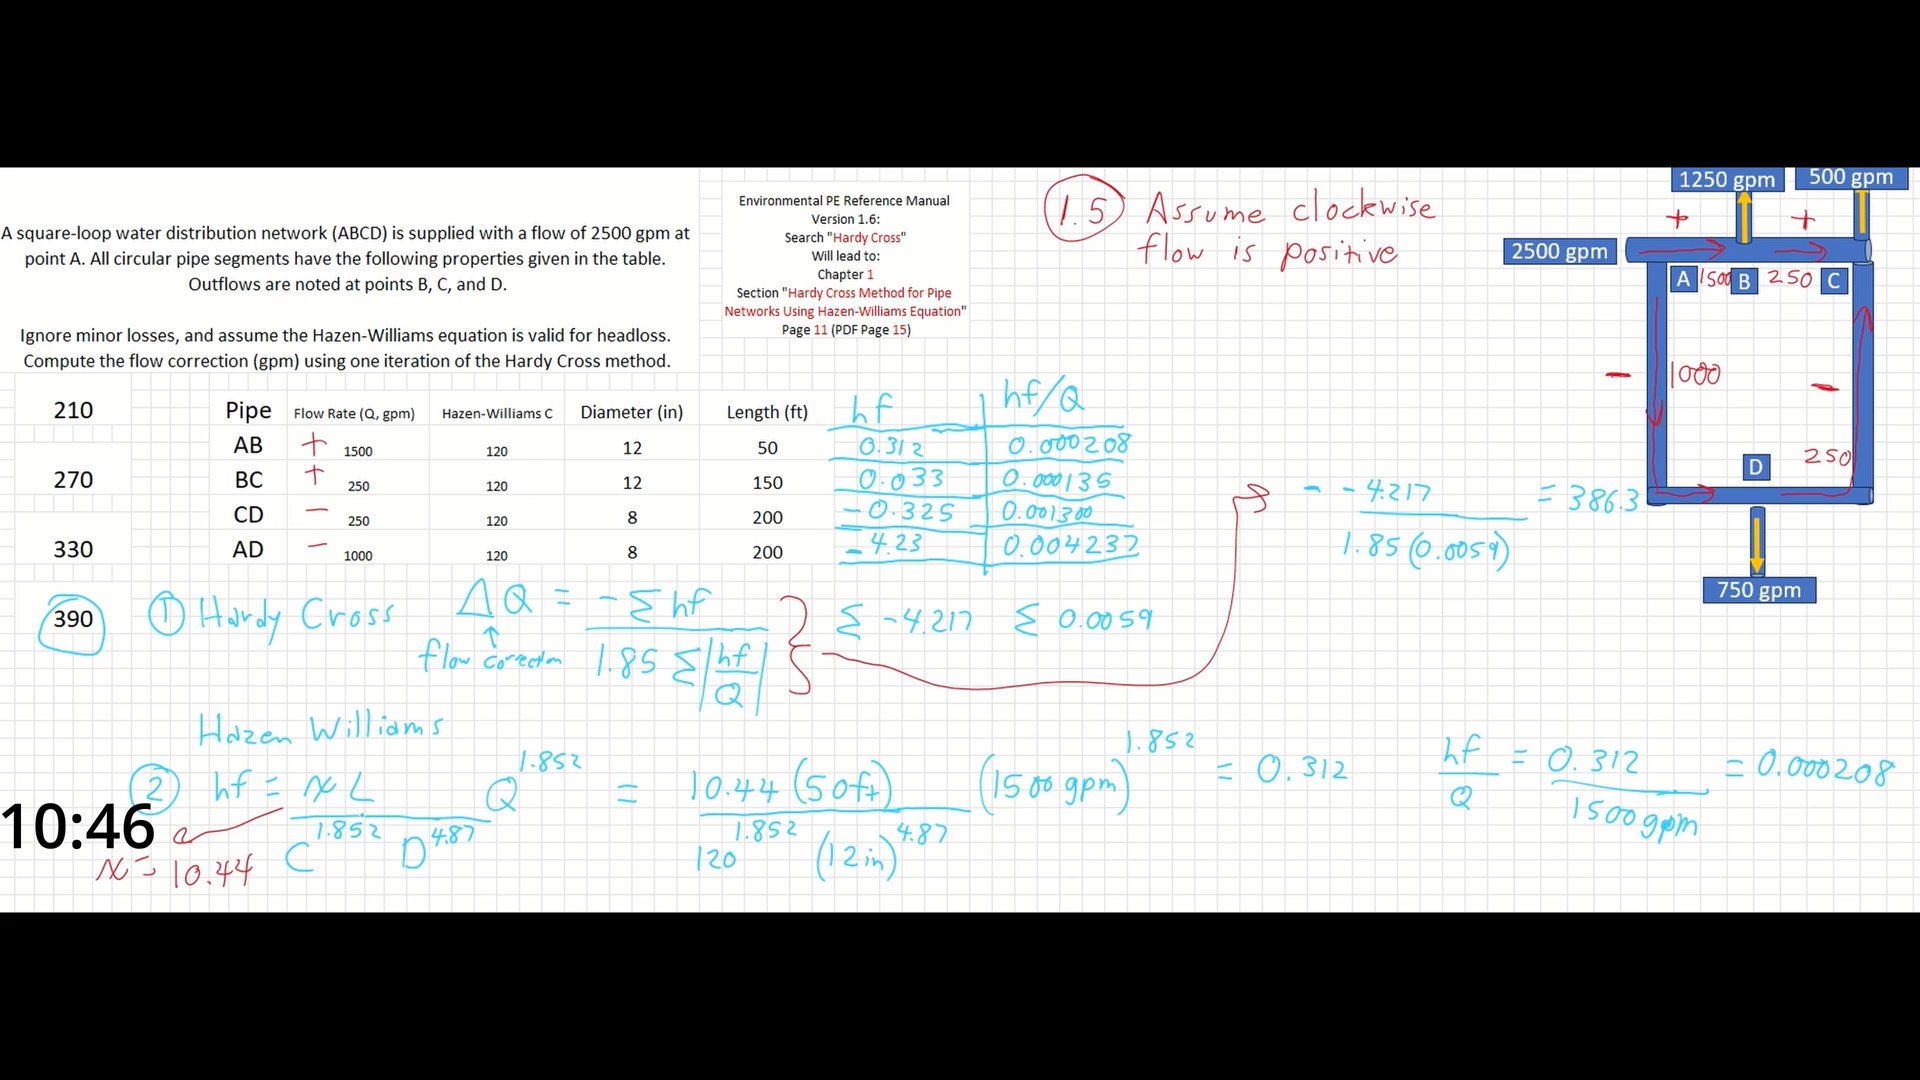 1250 gpm
500 gpm
Environmental PE Reference Manual
Version 1.6:
Search "Hardy Cross"
Will lead to:
Chapter 1
Section "Hardy Cross Method for Pipe
Networks Using Hazen-Williams Equation"
Page 11 (PDF Page 15)
1.5 Assume clockwise
flow is positive
+ +
2500 gpm
A 1500 B 250 C
A square-loop water distribution network (ABCD) is supplied with a flow of 2500 gpm at
point A. All circular pipe segments have the following properties given in the table.
Outflows are noted at points B, C, and D.
Ignore minor losses, and assume the Hazen-Williams equation is valid for headloss.
Compute the flow correction (gpm) using one iteration of the Hardy Cross method.
- 1000 -
D 250
750 gpm
210
270
330
390
Pipe Flow Rate (Q, gpm) Hazen-Williams C Diameter (in) Length (ft) hf hf/Q
AB + 1500 120 12 50 0.312 0.000208
BC + 250 120 12 150 0.033 0.000135
CD - 250 120 8 200 -0.325 0.001300
AD - 1000 120 8 200 -4.23 0.004237
- -4.217 = 386.3
1.85 (0.0059)
1 Hardy Cross ΔQ = -Σ hf
flow correction 1.85 Σ |hf/Q|
Σ -4.217 Σ 0.0059
Hazen Williams
2 hf = x L Q^1.852 = 10.44 (50ft) (1500 gpm)^1.852 = 0.312
C^1.852 D^4.87 120^1.852 (12in)^4.87
hf/Q = 0.312 = 0.000208
1500 gpm
10:46
x = 10.44